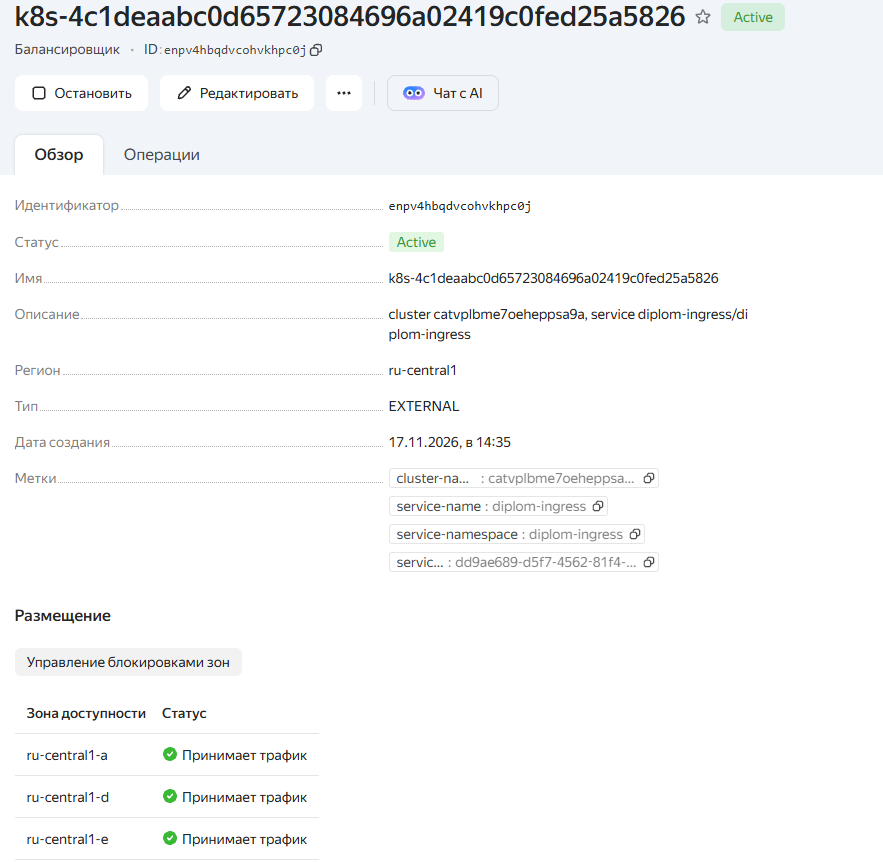 k8s-4c1deaabc0d65723084696a02419c0fed25a5826 Active
Балансировщик · ID: enpv4hbqdvcohvkhpc0j
Остановить Редактировать ··· Чат с AI
Обзор Операции
Идентификатор enpv4hbqdvcohvkhpc0j
Статус Active
Имя k8s-4c1deaabc0d65723084696a02419c0fed25a5826
Описание cluster catvplbme7oeheppsa9a, service diplom-ingress/di
plom-ingress
Регион ru-central1
Тип EXTERNAL
Дата создания 17.11.2026, в 14:35
Метки cluster-na... : catvplbme7oeheppsa...
service-name : diplom-ingress
service-namespace : diplom-ingress
servic... : dd9ae689-d5f7-4562-81f4-...
Размещение
Управление блокировками зон
Зона доступности Статус
ru-central1-a Принимает трафик
ru-central1-d Принимает трафик
ru-central1-e Принимает трафик